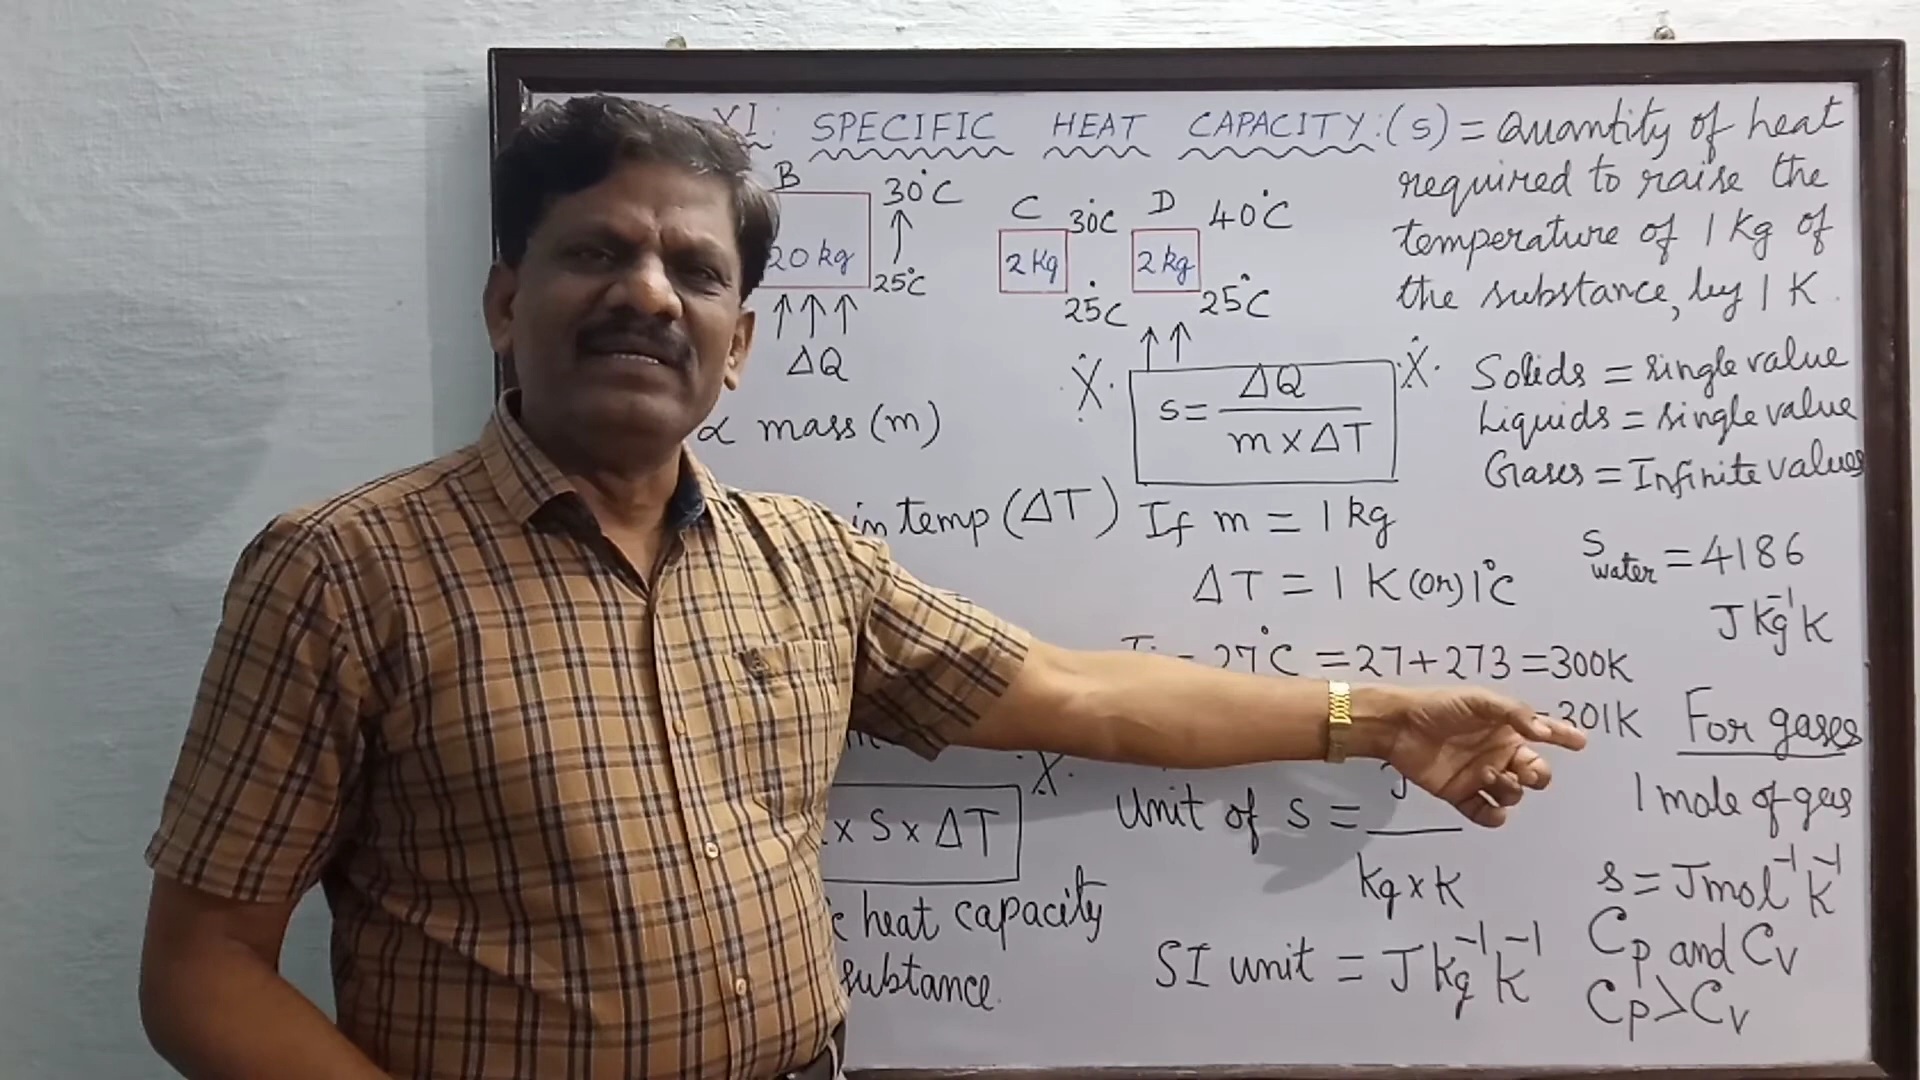 XI: SPECIFIC HEAT CAPACITY: (s) = Quantity of heat
required to raise the
temperature of 1 kg of
the substance, by 1 K.
B
20 kg
30°C
25°C
ΔQ
C
2 kg
30°C
25°C
D
2 kg
40°C
25°C
∝ mass (m)
in temp (ΔT)
x s x ΔT
heat capacity
substance.
s = ΔQ / m x ΔT
If m = 1 kg
ΔT = 1 K (or) 1°C
27°C = 27 + 273 = 300K
= 301K
Unit of s = J
kg x K
SI unit = J kg⁻¹ K⁻¹
Solids = single value
Liquids = single value
Gases = Infinite values
S water = 4186
J kg⁻¹ K
For gases
1 mole of gas
s = J mol⁻¹ K⁻¹
Cp and Cv
Cp > Cv